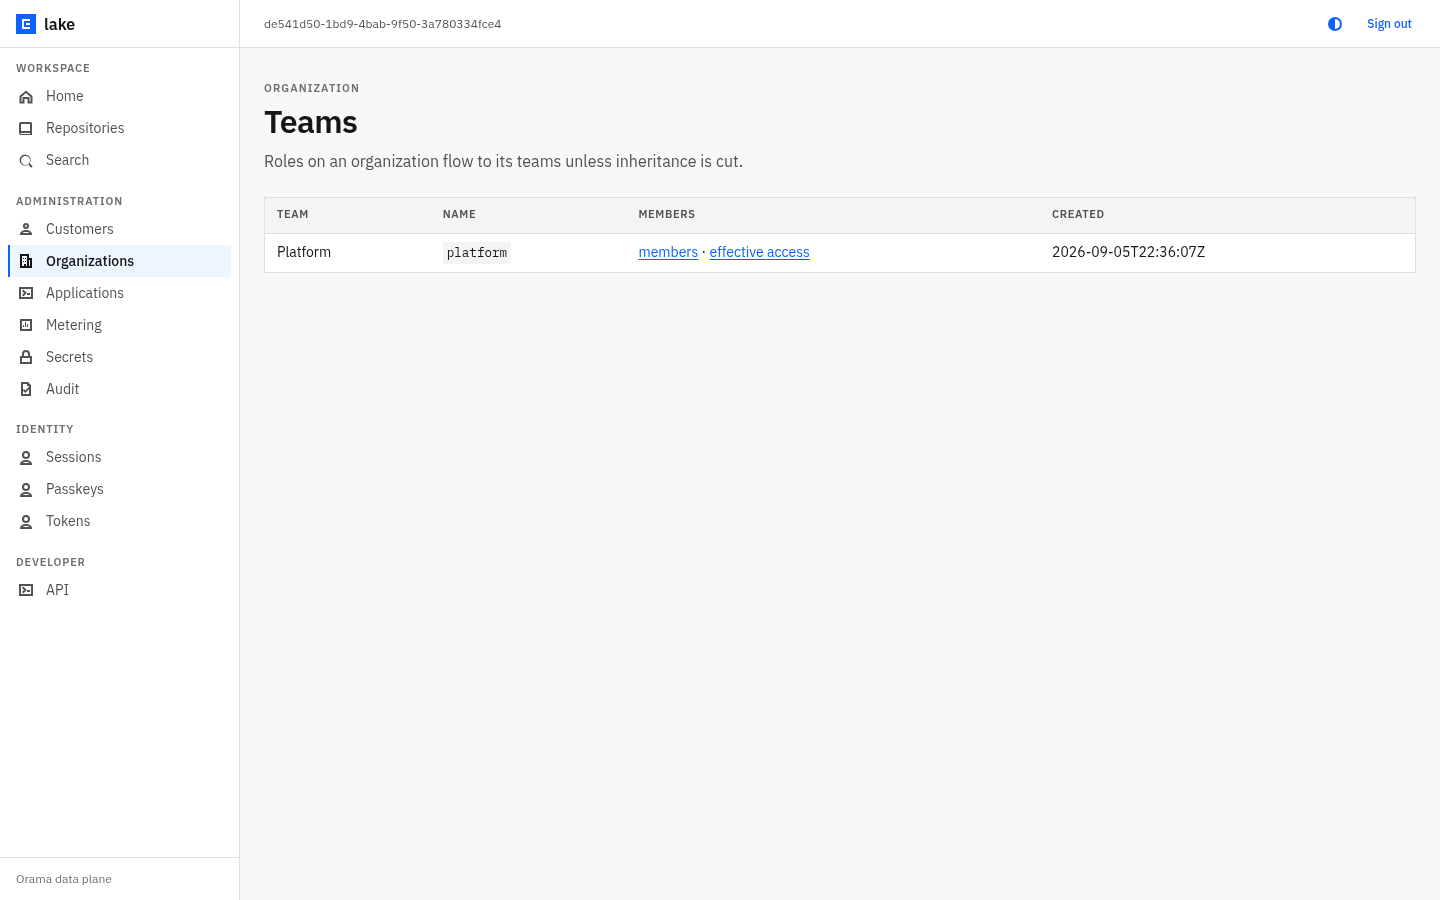 lake
de541d50-1bd9-4bab-9f50-3a780334fce4
Sign out
WORKSPACE
Home
Repositories
Search
ADMINISTRATION
Customers
Organizations
Applications
Metering
Secrets
Audit
IDENTITY
Sessions
Passkeys
Tokens
DEVELOPER
API
Orama data plane
ORGANIZATION
Teams
Roles on an organization flow to its teams unless inheritance is cut.
TEAM NAME MEMBERS CREATED
Platform platform members · effective access 2026-09-05T22:36:07Z